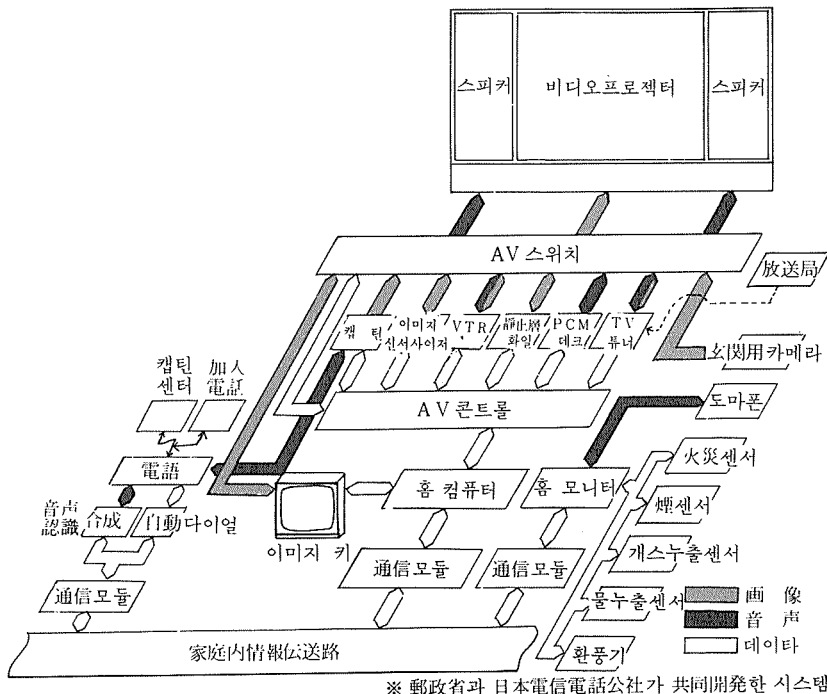 스피커
비디오프로젝터
스피커
AV 스위치
放送局
캡틴
이미지
신서사이저
VTR
靜止層
화일
PCM
데크
TV
튜너
玄関用카메라
캡틴
센터
加入
電話
AV 콘트롤
도마폰
電語
火災센서
音声
認識
合成
自動다이얼
홈 컴퓨터
홈 모니터
煙센서
이미지 키
개스누출센서
通信모듈
通信모듈
通信모듈
물누출센서
画像
音声
데이타
家庭内情報伝送路
환풍기
※ 郵政省과 日本電信電話公社가 共同開発한 시스템